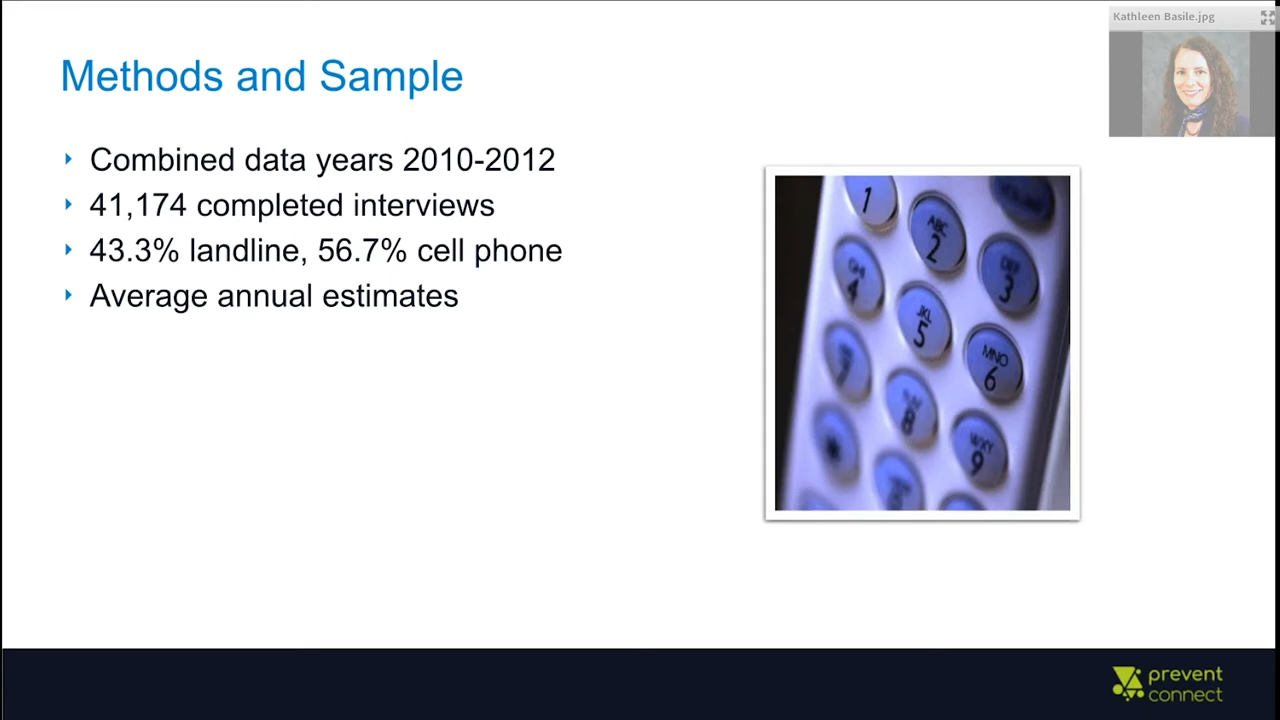 Kathleen Basile.jpg
Methods and Sample
Combined data years 2010-2012
41,174 completed interviews
43.3% landline, 56.7% cell phone
Average annual estimates
1
ABC
2
DEF
3
GHI
4
JKL
5
MNO
6
7
8
WXY
9
prevent
connect